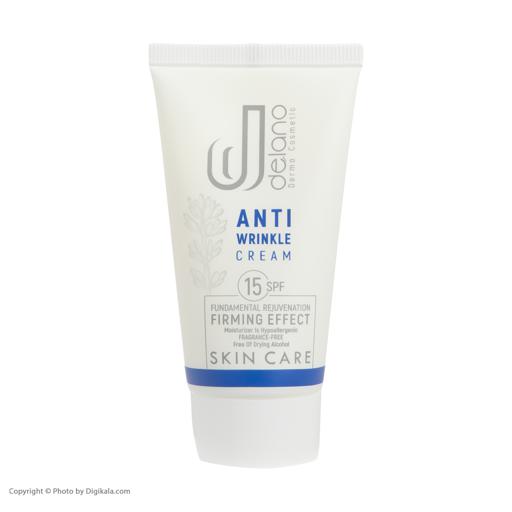 delano
Dermo Cosmetic
ANTI
WRINKLE
CREAM
15 SPF
FUNDAMENTAL REJUVENATION
FIRMING EFFECT
Moisturizer Is Hypoallergenic
FRAGRANCE-FREE
Free Of Drying Alcohol
SKIN CARE
Copyright © Photo by Digikala.com